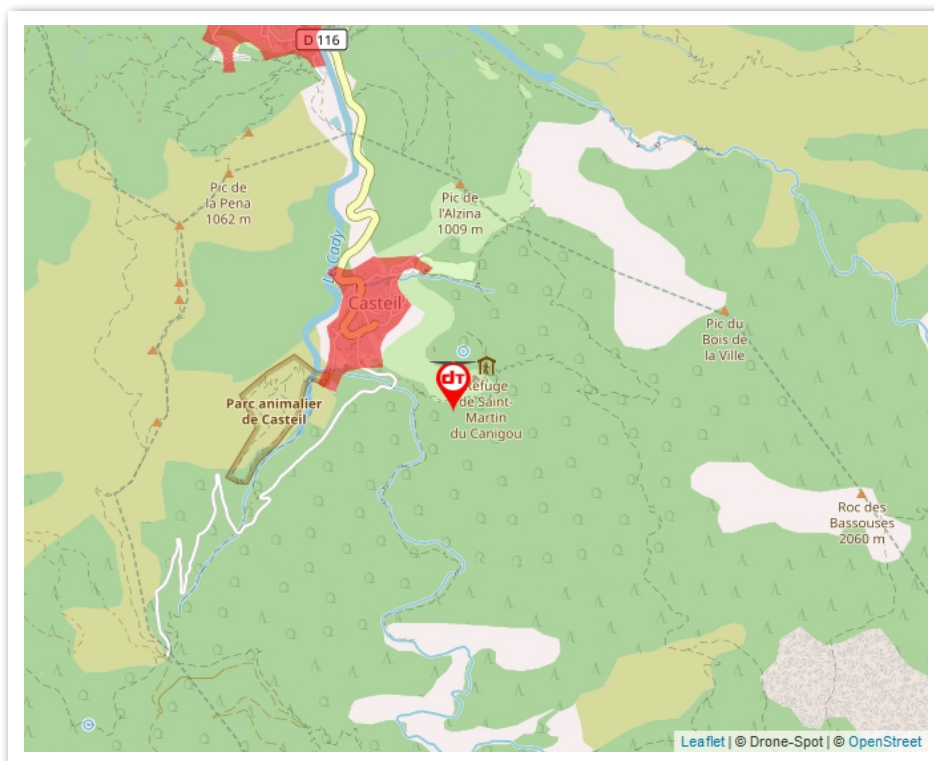 D 116
Pic de
la Pena
1062 m
Pic de
l'Alzina
1009 m
Le Cady
Casteil
Pic du
Bois de
la Ville
dT
Refuge
de Saint-
Martin
du Canigou
Parc animalier
de Casteil
Roc des
Bassouses
2060 m
Leaflet | © Drone-Spot | © OpenStreet